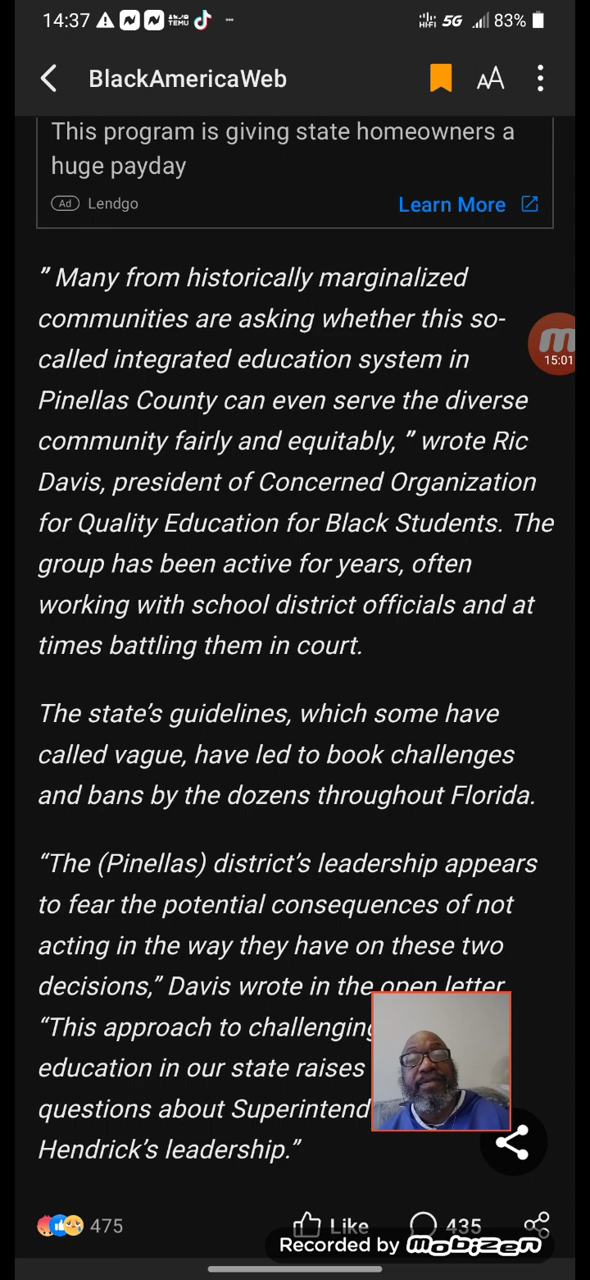 14:37
TEMU
HiFi 5G 83%
BlackAmericaWeb
AA
This program is giving state homeowners a
huge payday
Ad Lendgo
Learn More
” Many from historically marginalized
communities are asking whether this so-
called integrated education system in
Pinellas County can even serve the diverse
community fairly and equitably, ” wrote Ric
Davis, president of Concerned Organization
for Quality Education for Black Students. The
group has been active for years, often
working with school district officials and at
times battling them in court.
m
15:01
The state’s guidelines, which some have
called vague, have led to book challenges
and bans by the dozens throughout Florida.
“The (Pinellas) district’s leadership appears
to fear the potential consequences of not
acting in the way they have on these two
decisions,” Davis wrote in the open letter.
“This approach to challenging
education in our state raises
questions about Superintend
Hendrick’s leadership.”
475
Like
435
Recorded by mobizen